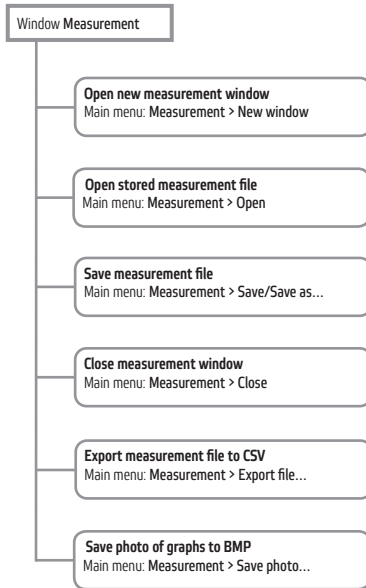 Window Measurement
Open new measurement window
Main menu: Measurement > New window
Open stored measurement file
Main menu: Measurement > Open
Save measurement file
Main menu: Measurement > Save/Save as...
Close measurement window
Main menu: Measurement > Close
Export measurement file to CSV
Main menu: Measurement > Export file...
Save photo of graphs to BMP
Main menu: Measurement > Save photo...